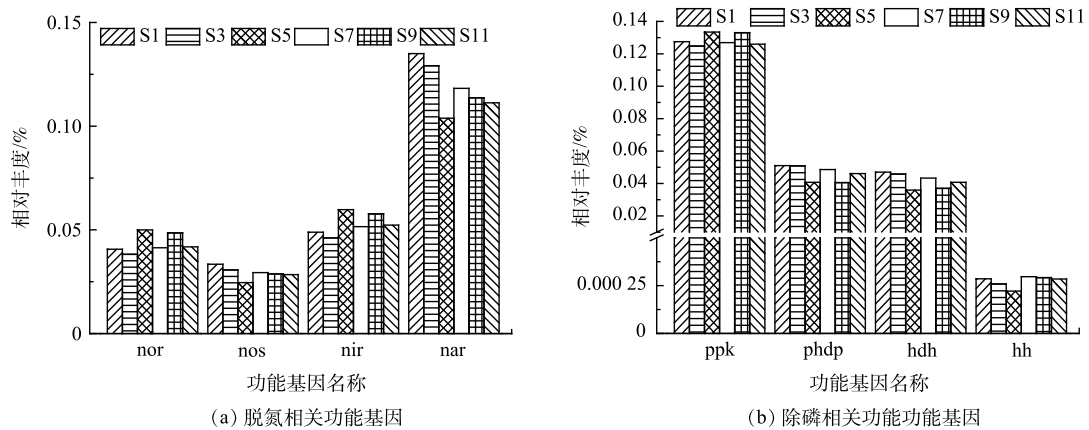 0.15
0.10
0.05
0
相对丰度/%
S1 S3 S5 S7 S9 S11
nor nos nir nar
功能基因名称
(a) 脱氮相关功能基因
0.14
0.12
0.10
0.08
0.06
0.04
0.02
0.000 25
0
相对丰度/%
S1 S3 S5 S7 S9 S11
ppk phdp hdh hh
功能基因名称
(b) 除磷相关功能功能基因